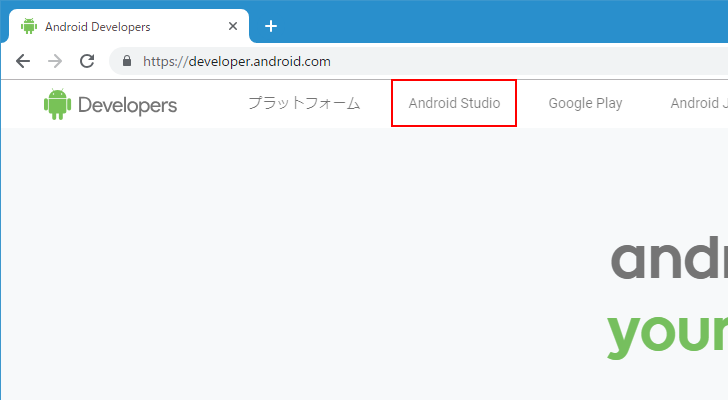 Android Developers
https://developer.android.com
Developers
プラットフォーム
Android Studio
Google Play
Android J
andr
your